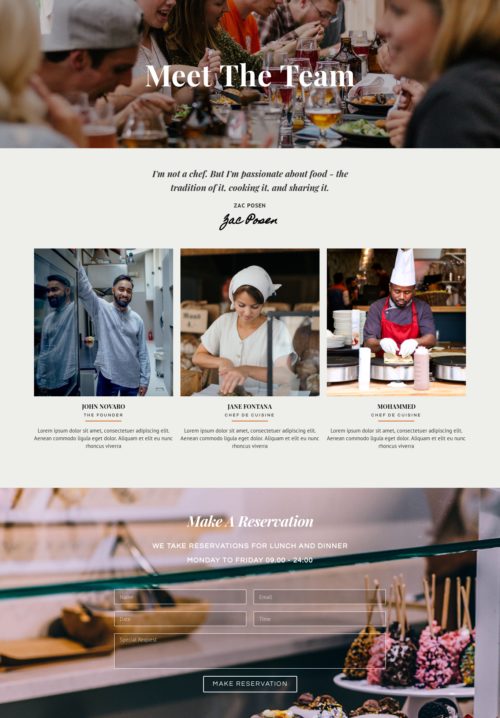 Meet The Team
I'm not a chef. But I'm passionate about food - the
tradition of it, cooking it, and sharing it.
ZAC POSEN
Zac Posen
JOHN NOVARO
THE FOUNDER
Lorem ipsum dolor sit amet, consectetuer adipiscing elit.
Aenean commodo ligula eget dolor. Aliquam et elit eu nunc
rhoncus viverra
JANE FONTANA
CHEF DE CUISINE
Lorem ipsum dolor sit amet, consectetuer adipiscing elit.
Aenean commodo ligula eget dolor. Aliquam et elit eu nunc
rhoncus viverra
MOHAMMED
CHEF DE CUISINE
Lorem ipsum dolor sit amet, consectetuer adipiscing elit.
Aenean commodo ligula eget dolor. Aliquam et elit eu nunc
rhoncus viverra
Make A Reservation
WE TAKE RESERVATIONS FOR LUNCH AND DINNER
MONDAY TO FRIDAY 09.00 - 24:00
Name
Email
Date
Time
Special Request
MAKE RESERVATION